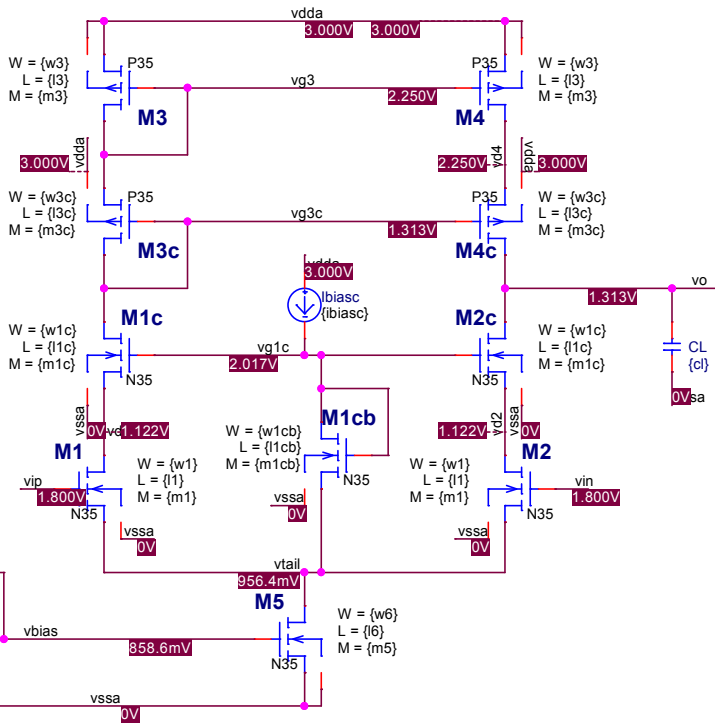 vdda
3.000V 3.000V
W = {w3}
L = {l3}
M = {m3}
P35
M3
vg3
2.250V
P35
M4
W = {w3}
L = {l3}
M = {m3}
3.000V
vdda
2.250V
vd4
vdda
3.000V
W = {w3c}
L = {l3c}
M = {m3c}
P35
M3c
vg3c
1.313V
P35
M4c
W = {w3c}
L = {l3c}
M = {m3c}
vdda
3.000V
Ibiasc
{ibiasc}
vo
1.313V
W = {w1c}
L = {l1c}
M = {m1c}
M1c
N35
vg1c
2.017V
M2c
N35
W = {w1c}
L = {l1c}
M = {m1c}
CL
{cl}
0V
vssa
0V
1.122V
M1cb
W = {w1cb}
L = {l1cb}
M = {m1cb}
N35
vssa
0V
1.122V
vd2
vssa
0V
M1
vip
1.800V
N35
W = {w1}
L = {l1}
M = {m1}
vssa
0V
W = {w1}
L = {l1}
M = {m1}
M2
N35
vin
1.800V
vssa
0V
vtail
956.4mV
M5
vbias
858.6mV
N35
W = {w6}
L = {l6}
M = {m5}
vssa
0V